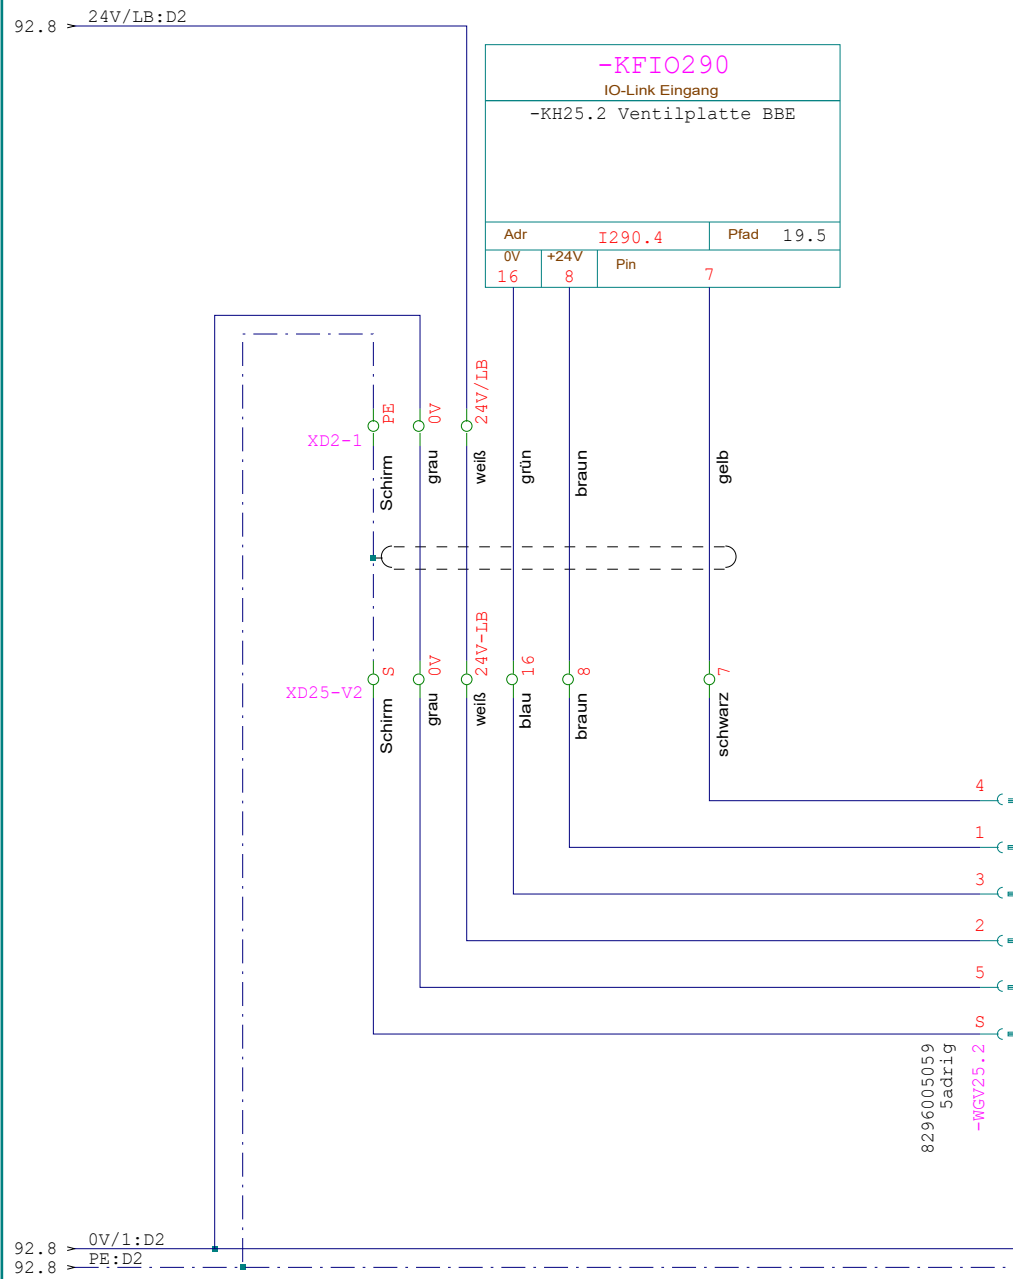 92.8
24V/LB:D2
-KFIO290
IO-Link Eingang
-KH25.2 Ventilplatte BBE
Adr
I290.4
Pfad
19.5
0V
+24V
Pin
16
8
7
XD2-1
PE
0V
24V/LB
Schirm
grau
weiß
grün
braun
gelb
XD25-V2
S
0V
24V-LB
16
8
7
Schirm
grau
weiß
blau
braun
schwarz
4
1
3
2
5
S
8296005059
5adrig
-WGV25.2
92.8
0V/1:D2
92.8
PE:D2